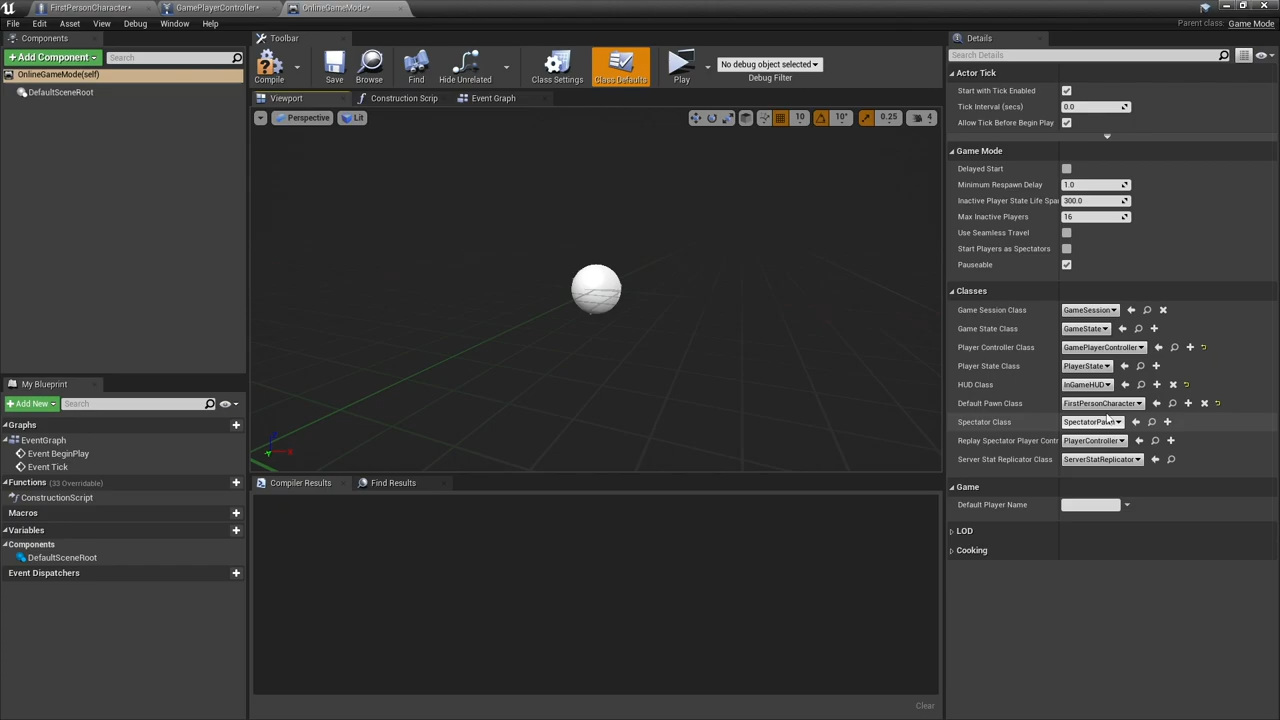 FirstPersonCharacter*
GamePlayerController*
OnlineGameMode*
File Edit Asset View Debug Window Help
Parent class: Game Mode
Components
Toolbar
Details
+Add Component
Search
OnlineGameMode(self)
DefaultSceneRoot
Compile
Save
Browse
Find
Hide Unrelated
Class Settings
Class Defaults
Play
No debug object selected
Debug Filter
Viewport
Construction Scrip
Event Graph
Perspective
Lit
10
10°
0.25
4
Search Details
Actor Tick
Start with Tick Enabled
Tick Interval (secs) 0.0
Allow Tick Before Begin Play
Game Mode
Delayed Start
Minimum Respawn Delay 1.0
Inactive Player State Life Spa 300.0
Max Inactive Players 16
Use Seamless Travel
Start Players as Spectators
Pauseable
Classes
Game Session Class GameSession
Game State Class GameState
Player Controller Class GamePlayerController
Player State Class PlayerState
HUD Class InGameHUD
Default Pawn Class FirstPersonCharacter
Spectator Class SpectatorPawn
Replay Spectator Player Contr PlayerController
Server Stat Replicator Class ServerStatReplicator
Game
Default Player Name
LOD
Cooking
My Blueprint
+Add New
Search
Graphs
EventGraph
Event BeginPlay
Event Tick
Functions (33 Overridable)
ConstructionScript
Macros
Variables
Components
DefaultSceneRoot
Event Dispatchers
Compiler Results
Find Results
Clear